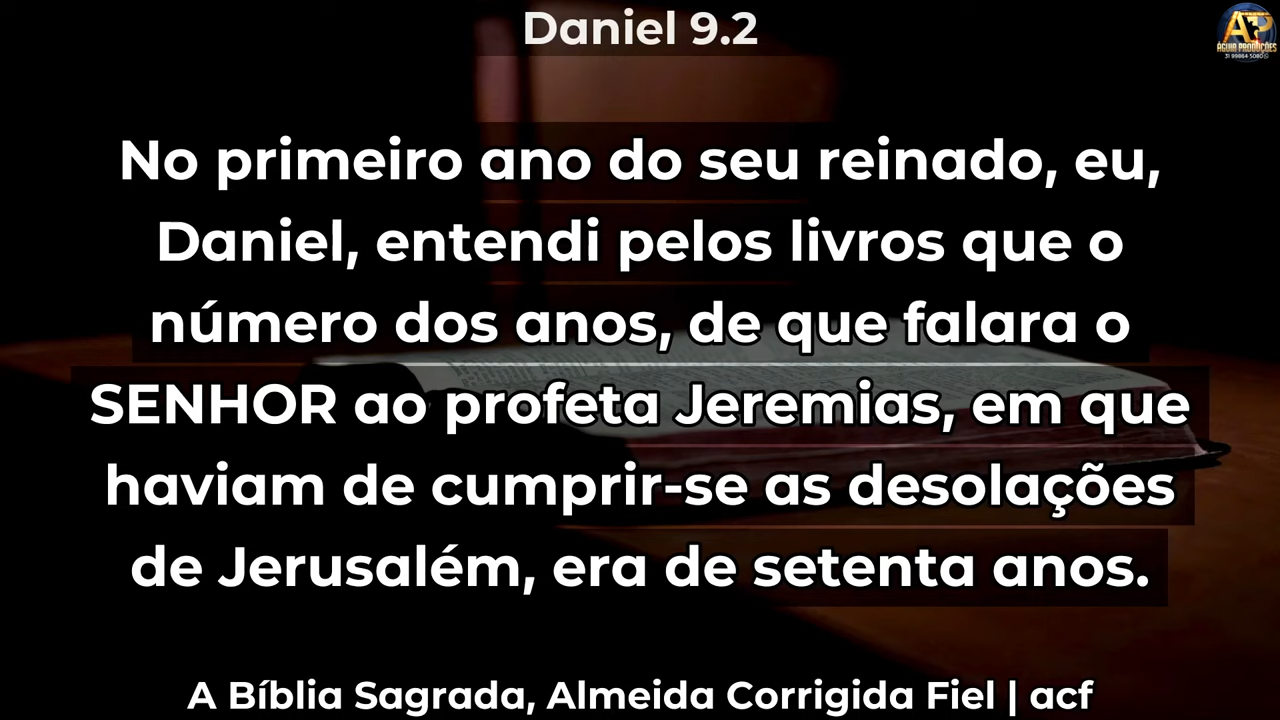 Daniel 9.2
ÁGUIA PRODUÇÕES
No primeiro ano do seu reinado, eu,
Daniel, entendi pelos livros que o
número dos anos, de que falara o
SENHOR ao profeta Jeremias, em que
haviam de cumprir-se as desolações
de Jerusalém, era de setenta anos.
A Bíblia Sagrada, Almeida Corrigida Fiel | acf